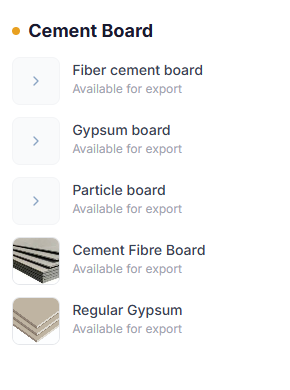 Cement Board
Fiber cement board
Available for export
Gypsum board
Available for export
Particle board
Available for export
Cement Fibre Board
Available for export
Regular Gypsum
Available for export